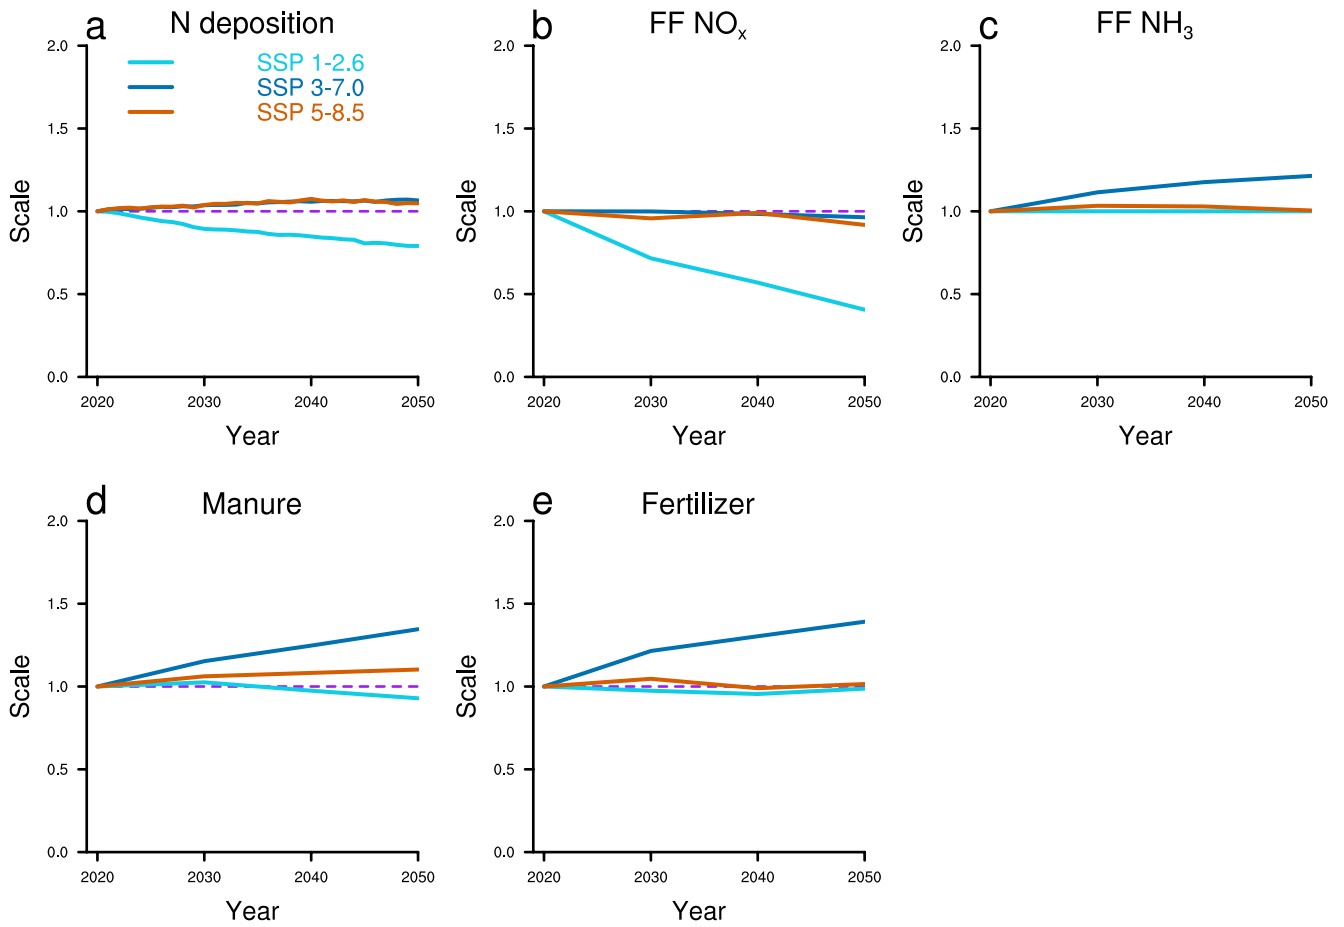 a N deposition
SSP 1-2.6
SSP 3-7.0
SSP 5-8.5
2.0
1.5
1.0
0.5
0.0
Scale
2020 2030 2040 2050
Year
b FF NOx
2.0
1.5
1.0
0.5
0.0
Scale
2020 2030 2040 2050
Year
c FF NH3
2.0
1.5
1.0
0.5
0.0
Scale
2020 2030 2040 2050
Year
d Manure
2.0
1.5
1.0
0.5
0.0
Scale
2020 2030 2040 2050
Year
e Fertilizer
2.0
1.5
1.0
0.5
0.0
Scale
2020 2030 2040 2050
Year